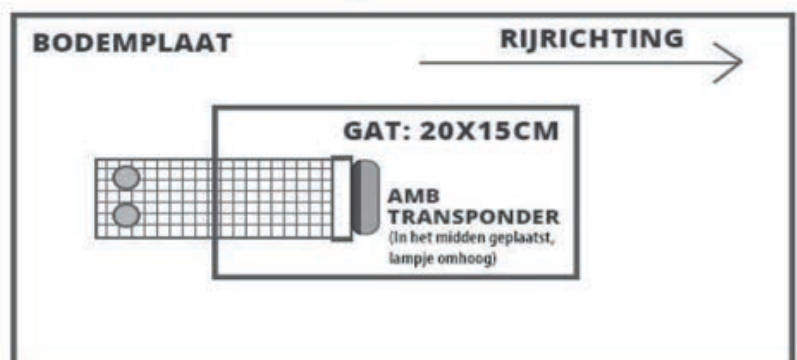 BODEMPLAAT
RIJRICHTING
GAT: 20X15CM
AMB
TRANSPONDER
(In het midden geplaatst,
lampje omhoog)